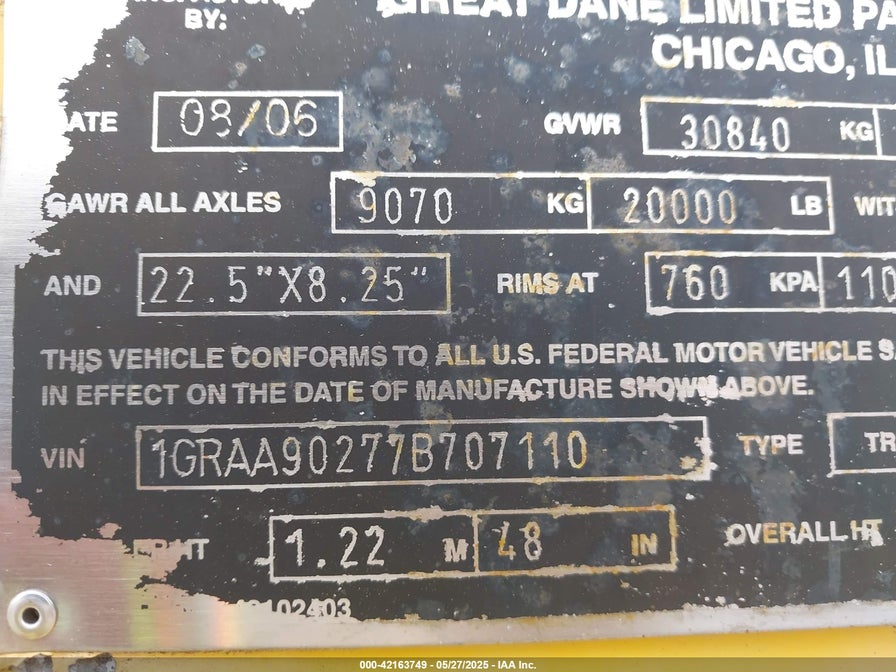 BY:
GREAT DANE LIMITED PA
CHICAGO, IL
ATE 08/06 GVWR 30840 KG
GAWR ALL AXLES 9070 KG 20000 LB WIT
AND 22.5"X8.25" RIMS AT 760 KPA 110
THIS VEHICLE CONFORMS TO ALL U.S. FEDERAL MOTOR VEHICLE S
IN EFFECT ON THE DATE OF MANUFACTURE SHOWN ABOVE.
VIN 1GRAA90277B707110 TYPE TR
1.22 M 48 IN OVERALL HT
02403
000-42163749 - 05/27/2025 - IAA Inc.